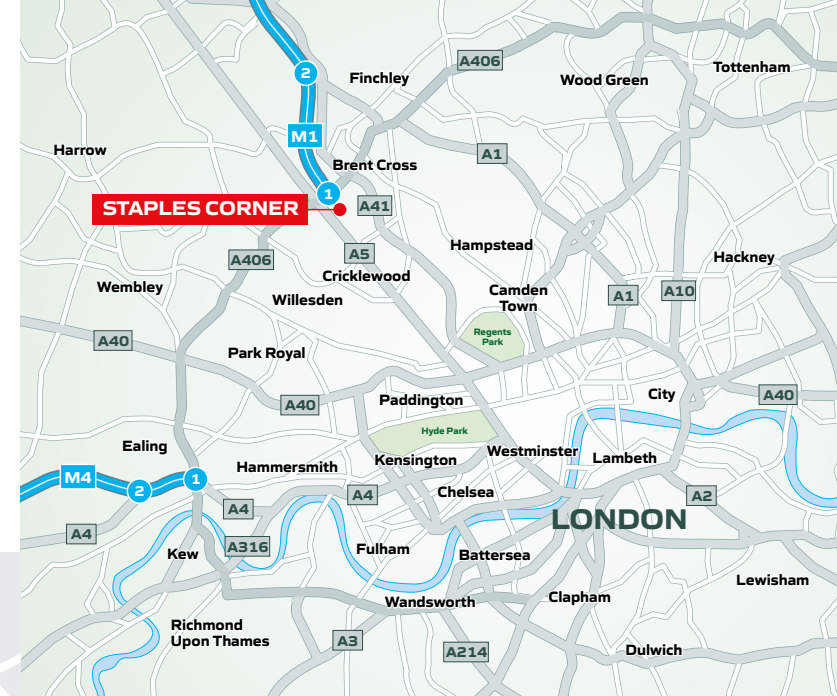 A406
Tottenham
2
Finchley
Wood Green
M1
Harrow
A1
Brent Cross
1
STAPLES CORNER
A41
Hampstead
A5
A406
Hackney
Cricklewood
Wembley
Willesden
Camden
Town
A1
A10
Regents
Park
A40
Park Royal
A40
Paddington
City
A40
Hyde Park
Ealing
Westminster
Kensington
Lambeth
Hammersmith
M4
1
2
Chelsea
A4
A2
A4
LONDON
A4
A316
Kew
Fulham
Battersea
Lewisham
Wandsworth
Clapham
Richmond
Upon Thames
A3
A214
Dulwich